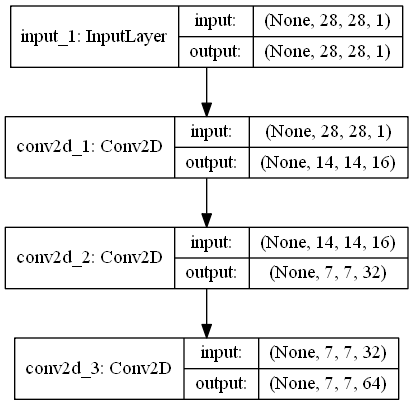 input_1: InputLayer
input:
(None, 28, 28, 1)
output:
(None, 28, 28, 1)
conv2d_1: Conv2D
input:
(None, 28, 28, 1)
output:
(None, 14, 14, 16)
conv2d_2: Conv2D
input:
(None, 14, 14, 16)
output:
(None, 7, 7, 32)
conv2d_3: Conv2D
input:
(None, 7, 7, 32)
output:
(None, 7, 7, 64)